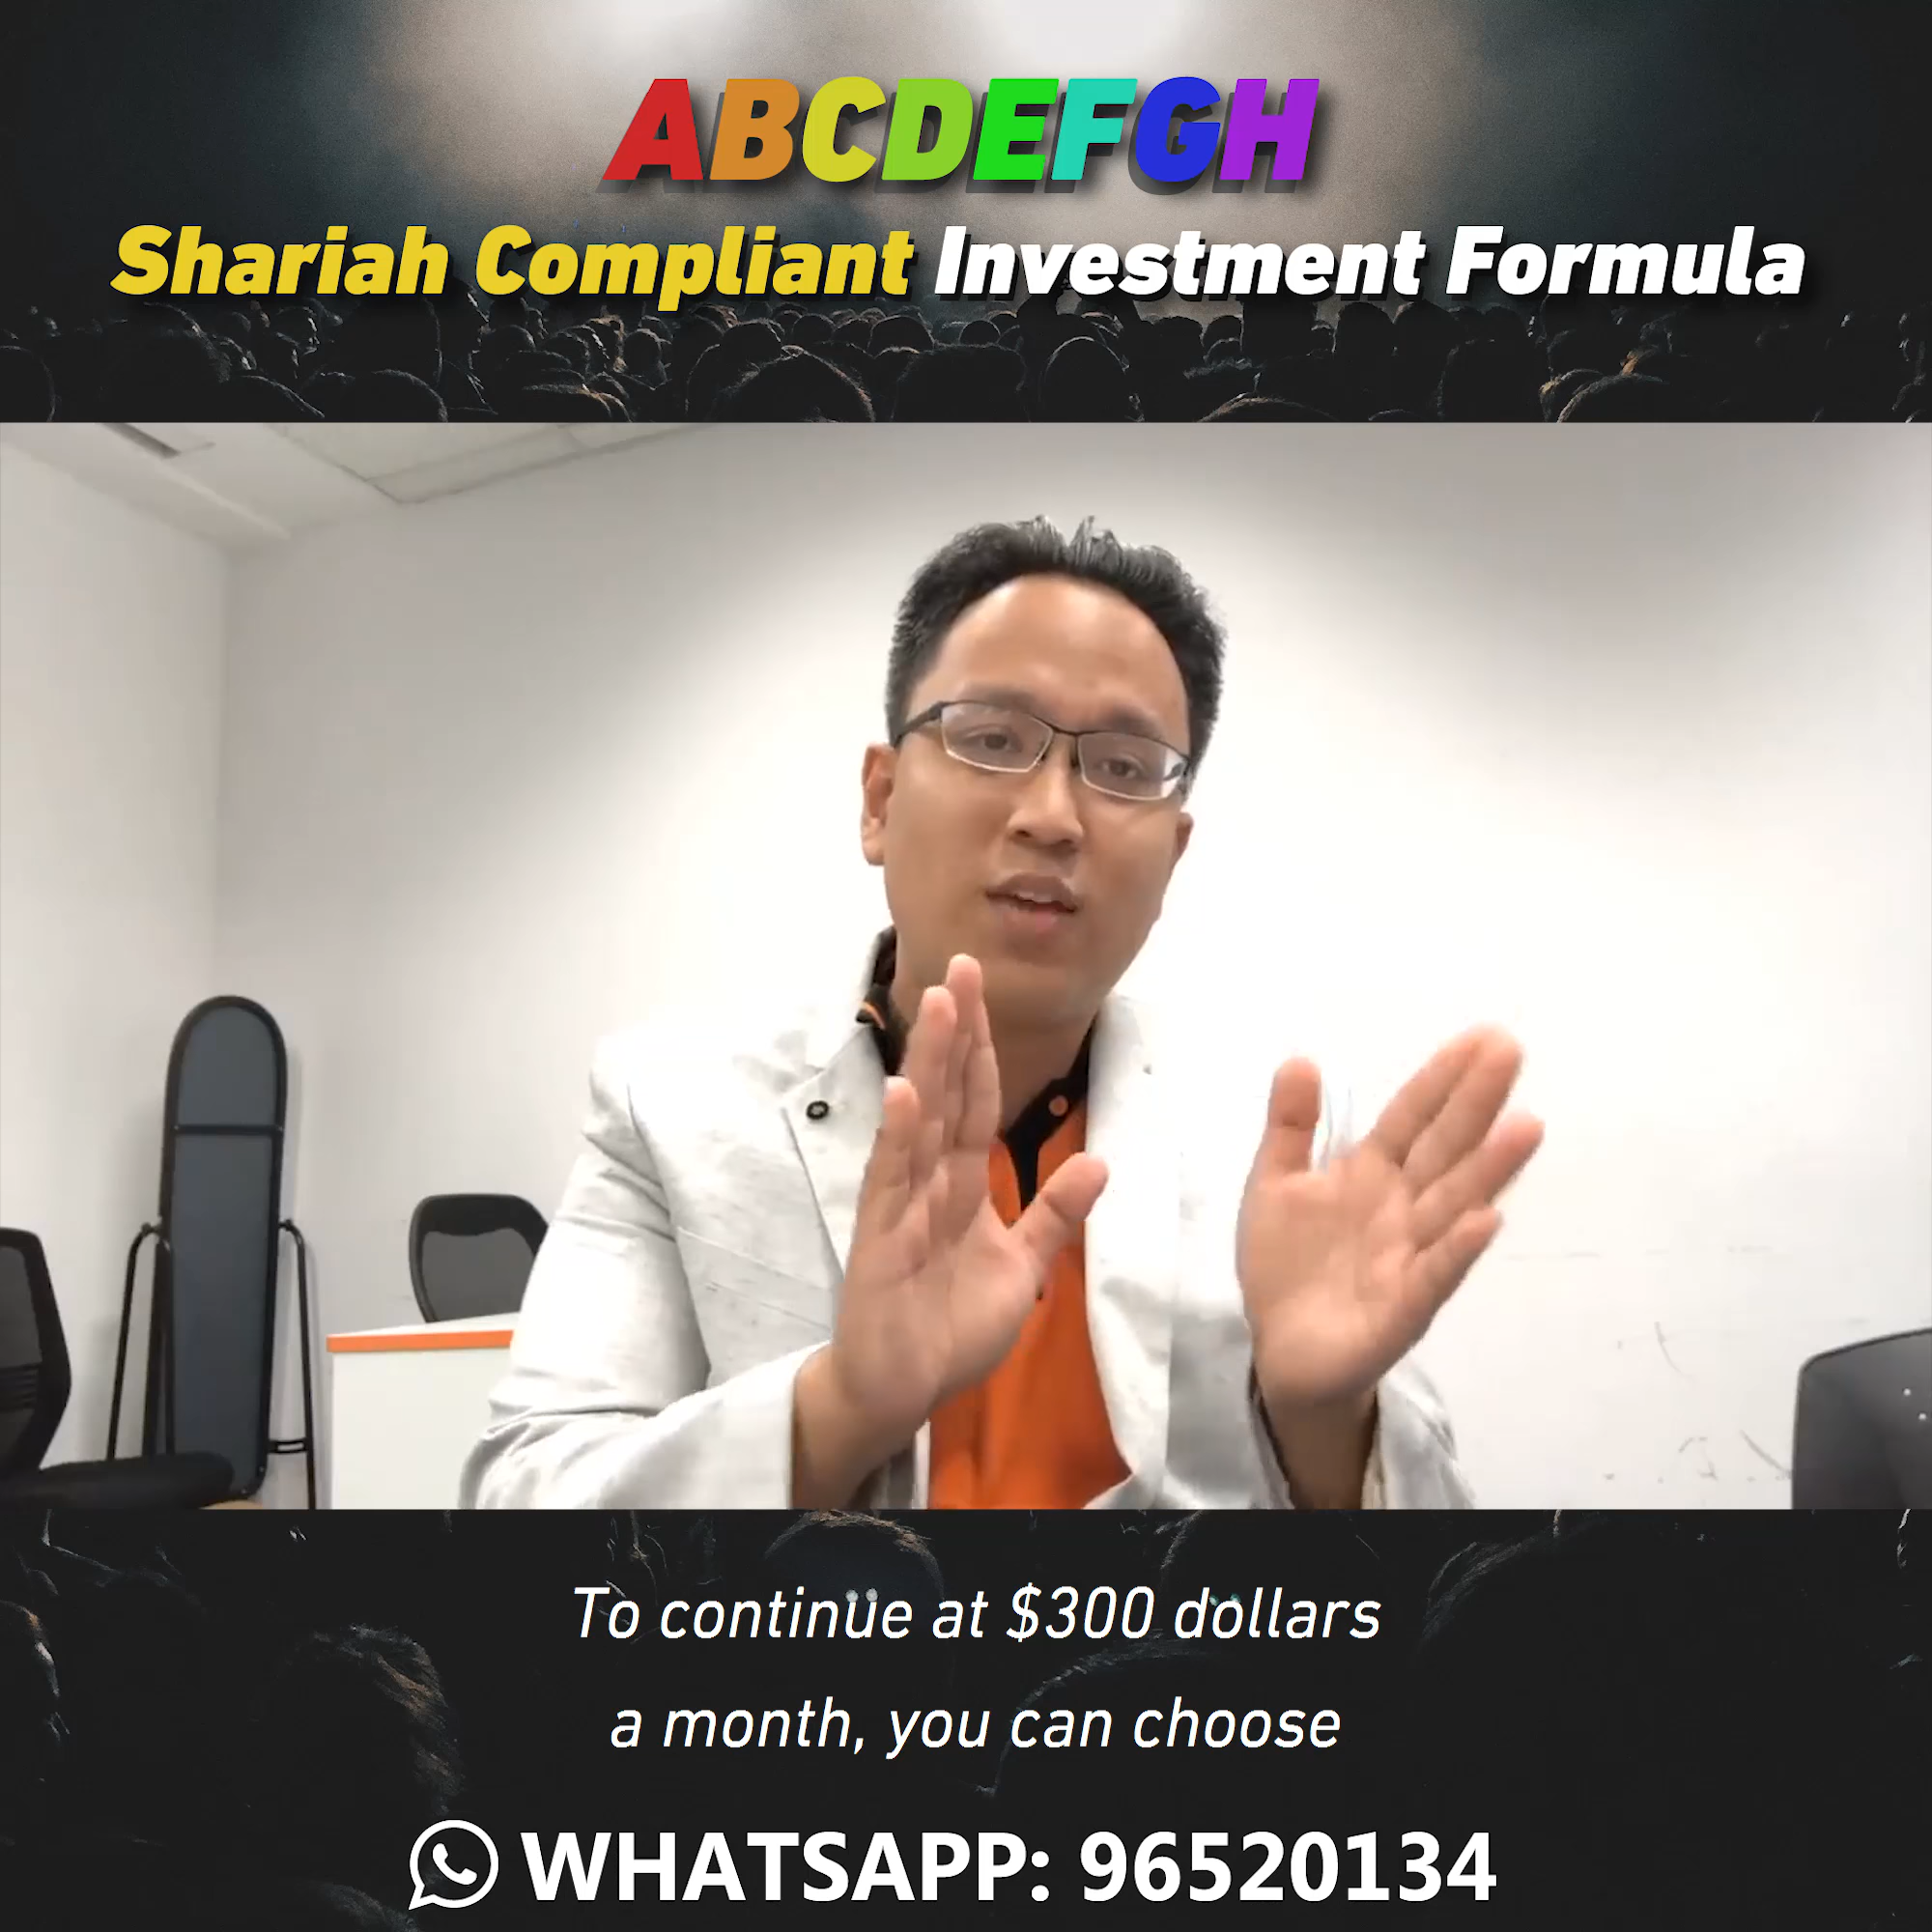 ABCDEFGH
Shariah Compliant Investment Formula
To continue at $300 dollars
a month, you can choose
WHATSAPP: 96520134